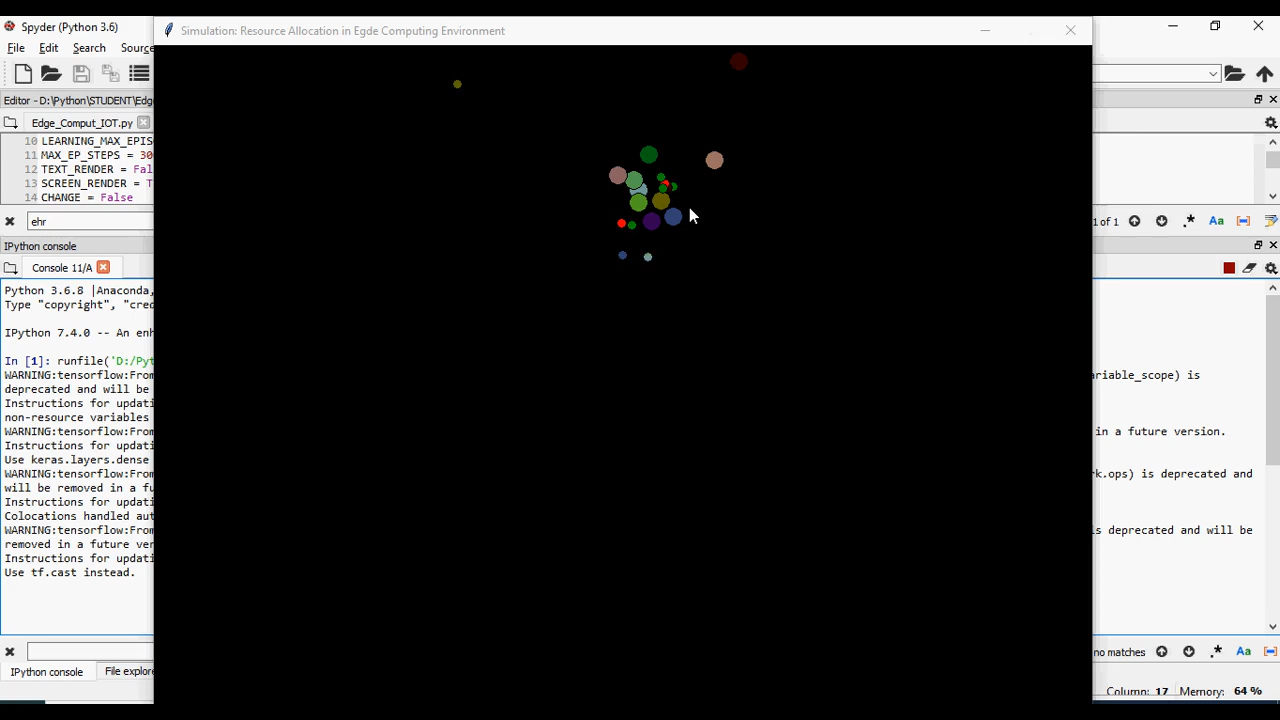 Spyder (Python 3.6)
Simulation: Resource Allocation in Egde Computing Environment
File Edit Search
Editor - D:\Python\STUDENT\Edg
Edge_Comput_IOT.py
10 LEARNING_MAX_EPIS
11 MAX_EP_STEPS = 30
12 TEXT_RENDER = Fal
13 SCREEN_RENDER = T
14 CHANGE = False
ehr
1 of 1
Aa
IPython console
Console 11/A
Python 3.6.8 |Anaconda,
Type "copyright", "cred
IPython 7.4.0 -- An enh
In [1]: runfile('D:/Pyt
WARNING:tensorflow:From
ariable_scope) is
deprecated and will be
Instructions for updati
non-resource variables
WARNING:tensorflow:From
in a future version.
Instructions for updati
Use keras.layers.dense
WARNING:tensorflow:From
rk.ops) is deprecated and
will be removed in a fu
Instructions for updati
Colocations handled aut
WARNING:tensorflow:From
is deprecated and will be
removed in a future ver
Instructions for updati
Use tf.cast instead.
no matches
Aa
IPython console File explore
Column: 17 Memory: 64 %